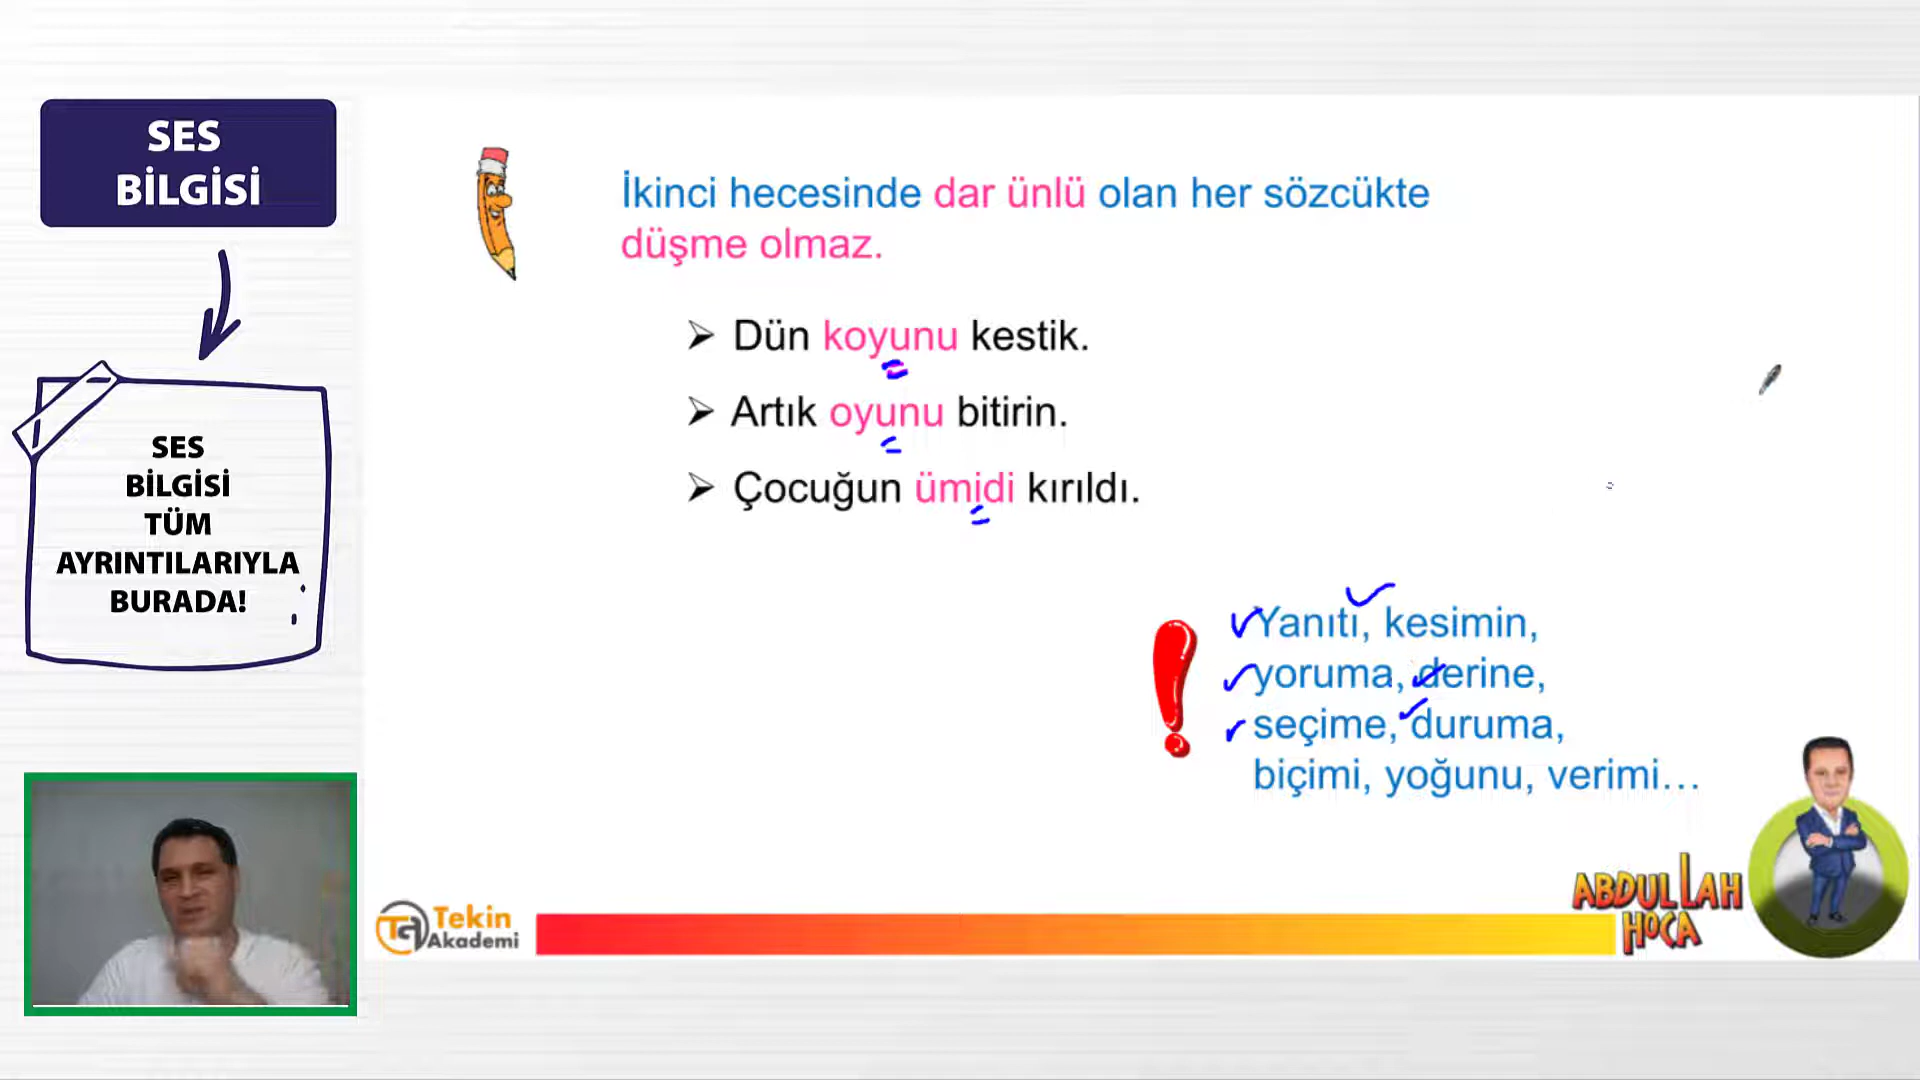 SES
BİLGİSİ
SES
BİLGİSİ
TÜM
AYRINTILARIYLA
BURADA!
İkinci hecesinde dar ünlü olan her sözcükte
düşme olmaz.
➢ Dün koyunu kestik.
➢ Artık oyunu bitirin.
➢ Çocuğun ümidi kırıldı.
Yanıtı, kesimin,
yoruma, derine,
seçime, duruma,
biçimi, yoğunu, verimi…
Tekin
Akademi
ABDULLAH
HOCA